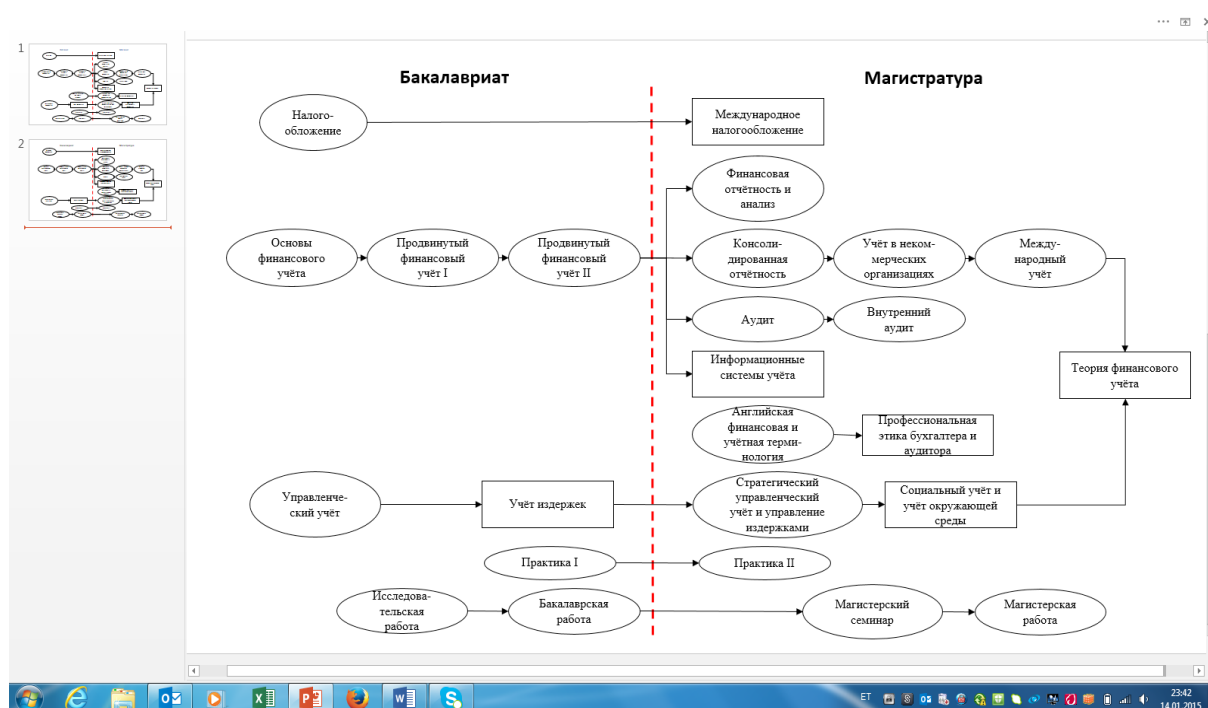 1
2
Бакалавриат
Магистратура
Налого-
обложение
Международное
налогообложение
Финансовая
отчётность и
анализ
Основы
финансового
учёта
Продвинутый
финансовый
учёт I
Продвинутый
финансовый
учёт II
Консоли-
дированная
отчётность
Учёт в неком-
мерческих
организациях
Между-
народный
учёт
Аудит
Внутренний
аудит
Информационные
системы учёта
Теория финансового
учёта
Английская
финансовая и
учётная терми-
нология
Профессиональная
этика бухгалтера и
аудитора
Управленче-
ский учёт
Учёт издержек
Стратегический
управленческий
учёт и управление
издержками
Социальный учёт и
учёт окружающей
среды
Практика I
Практика II
Исследова-
тельская
работа
Бакалаврская
работа
Магистерский
семинар
Магистерская
работа
ET
23:42
14.01.2015